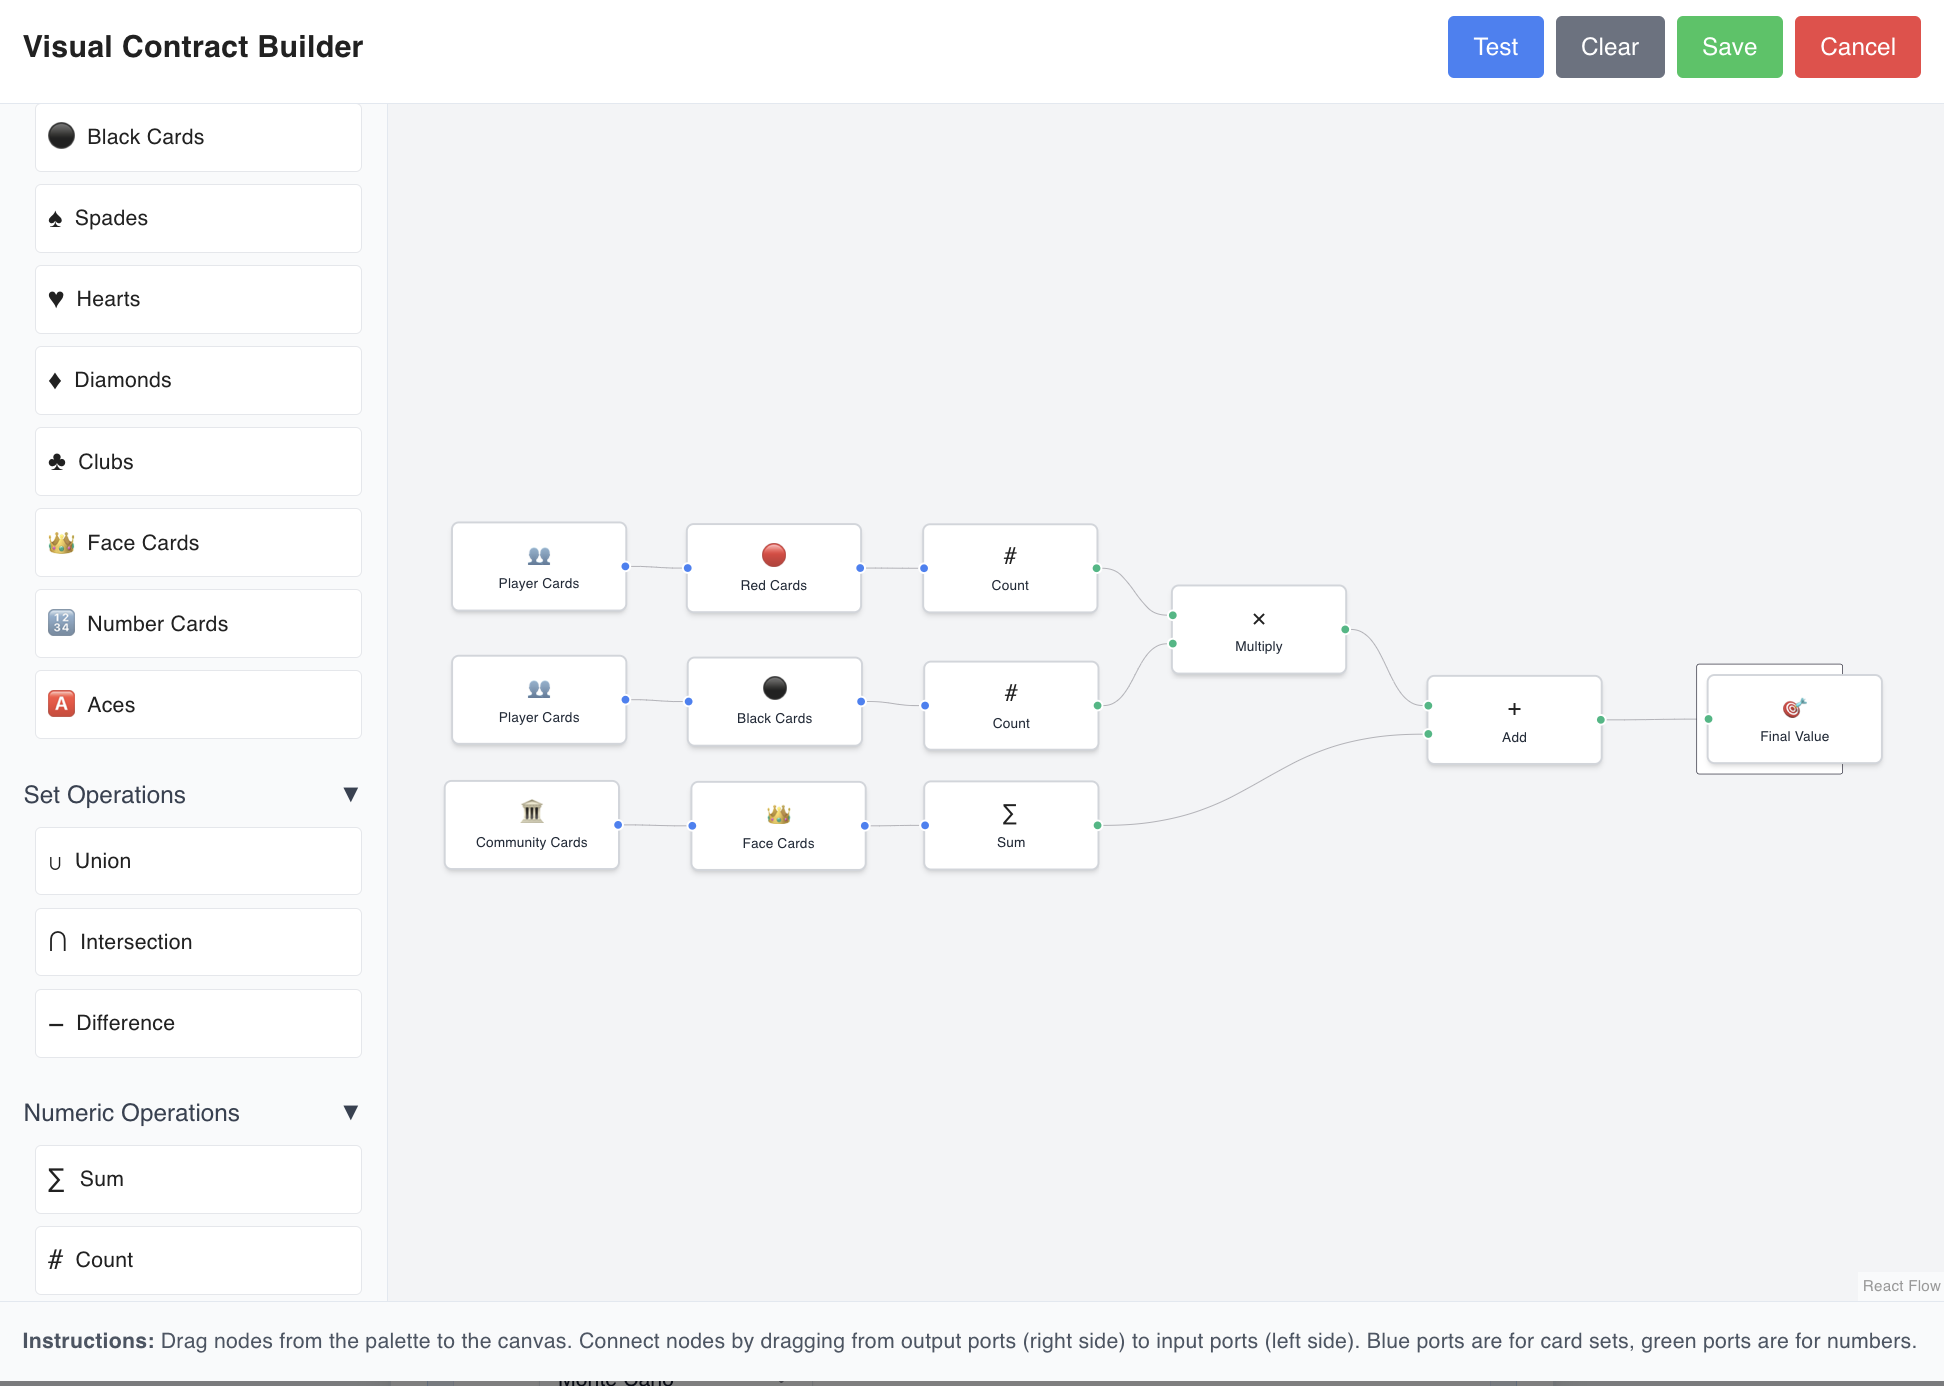 Visual Contract Builder
Test
Clear
Save
Cancel
Black Cards
♠ Spades
♥ Hearts
♦ Diamonds
♣ Clubs
Face Cards
1234 Number Cards
A Aces
Set Operations ▼
∪ Union
∩ Intersection
− Difference
Numeric Operations ▼
∑ Sum
# Count
Player Cards
Red Cards
#
Count
Player Cards
Black Cards
#
Count
Community Cards
Face Cards
∑
Sum
×
Multiply
+
Add
Final Value
React Flow
Instructions: Drag nodes from the palette to the canvas. Connect nodes by dragging from output ports (right side) to input ports (left side). Blue ports are for card sets, green ports are for numbers.